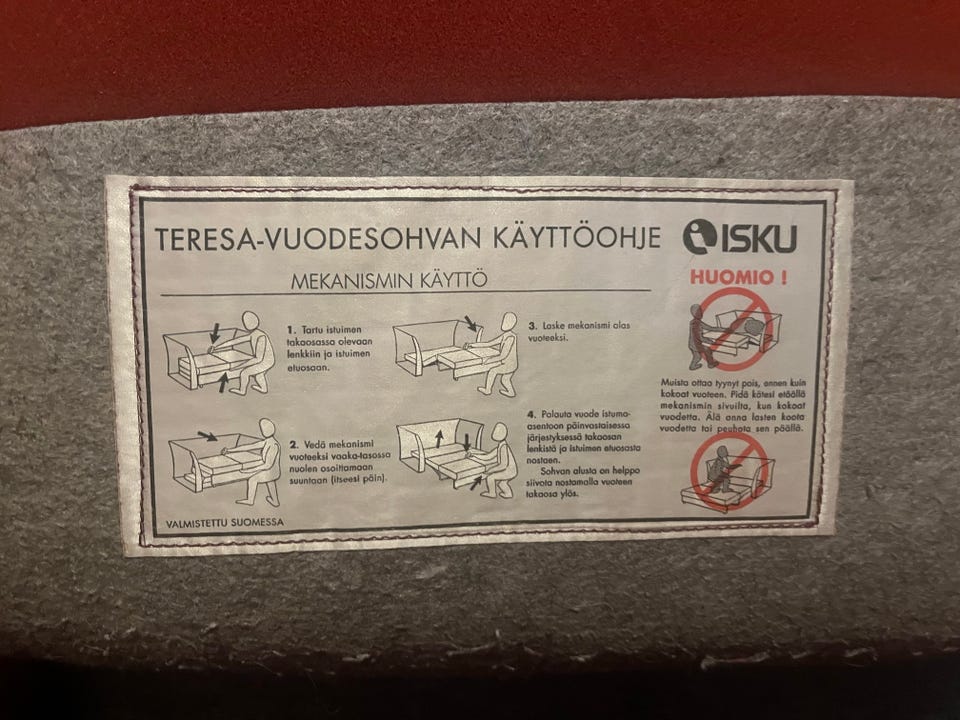 TERESA-VUODESOHVAN KÄYTTÖOHJE
ISKU
MEKANISMIN KÄYTTÖ
1. Tartu istuimen
takaosassa olevaan
lenkkiin ja istuimen
etuosaan.
2. Vedä mekanismi
vuoteeksi vaaka-tasossa
nuolen osoittamaan
suuntaan (itseesi päin).
3. Laske mekanismi alas
vuoteeksi.
4. Palauta vuode istuma-
asentoon päinvastaisessa
järjestyksessä takaosan
lenkistä ja istuimen etuosasta
nostaen.
Sohvan alusta on helppo
siivota nostamalla vuoteen
takaosa ylös.
HUOMIO !
Muista ottaa tyynyt pois, ennen kuin
kokoat vuoteen. Pidä kätesi etäällä
mekanismin sivuilta, kun kokoat
vuodetta. Älä anna lasten koota
vuodetta tai peuhata sen päällä.
VALMISTETTU SUOMESSA